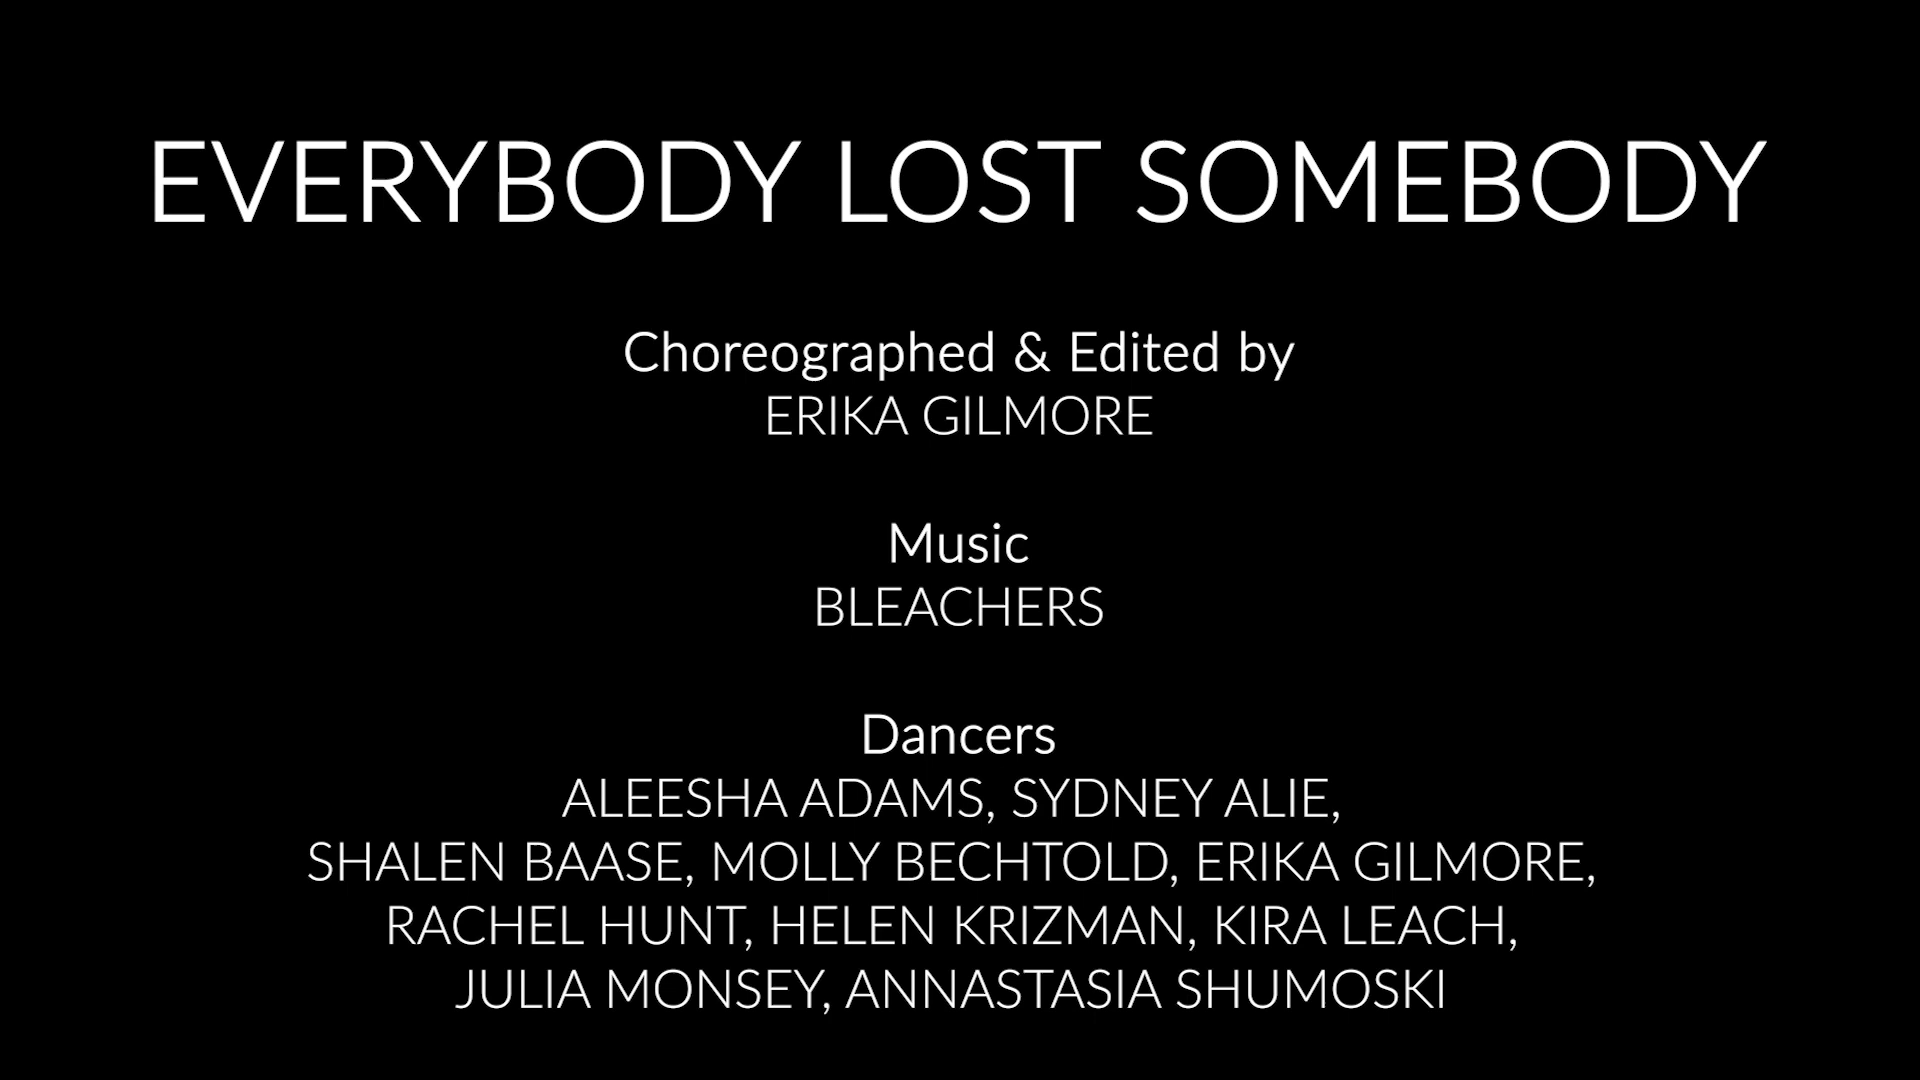 EVERYBODY LOST SOMEBODY
Choreographed & Edited by
ERIKA GILMORE
Music
BLEACHERS
Dancers
ALEESHA ADAMS, SYDNEY ALIE,
SHALEN BAASE, MOLLY BECHTOLD, ERIKA GILMORE,
RACHEL HUNT, HELEN KRIZMAN, KIRA LEACH,
JULIA MONSEY, ANNASTASIA SHUMOSKI